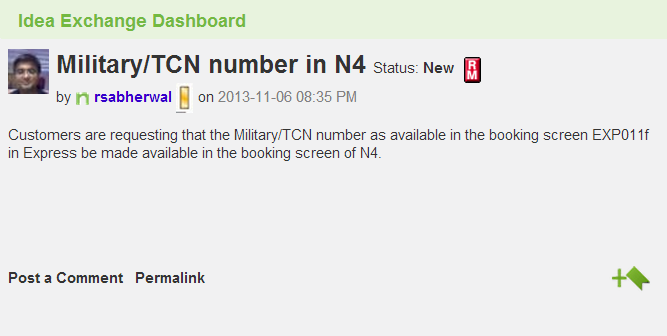 Idea Exchange Dashboard
Military/TCN number in N4 Status: New RM
by rsabherwal on 2013-11-06 08:35 PM
Customers are requesting that the Military/TCN number as available in the booking screen EXP011f
in Express be made available in the booking screen of N4.
Post a Comment Permalink